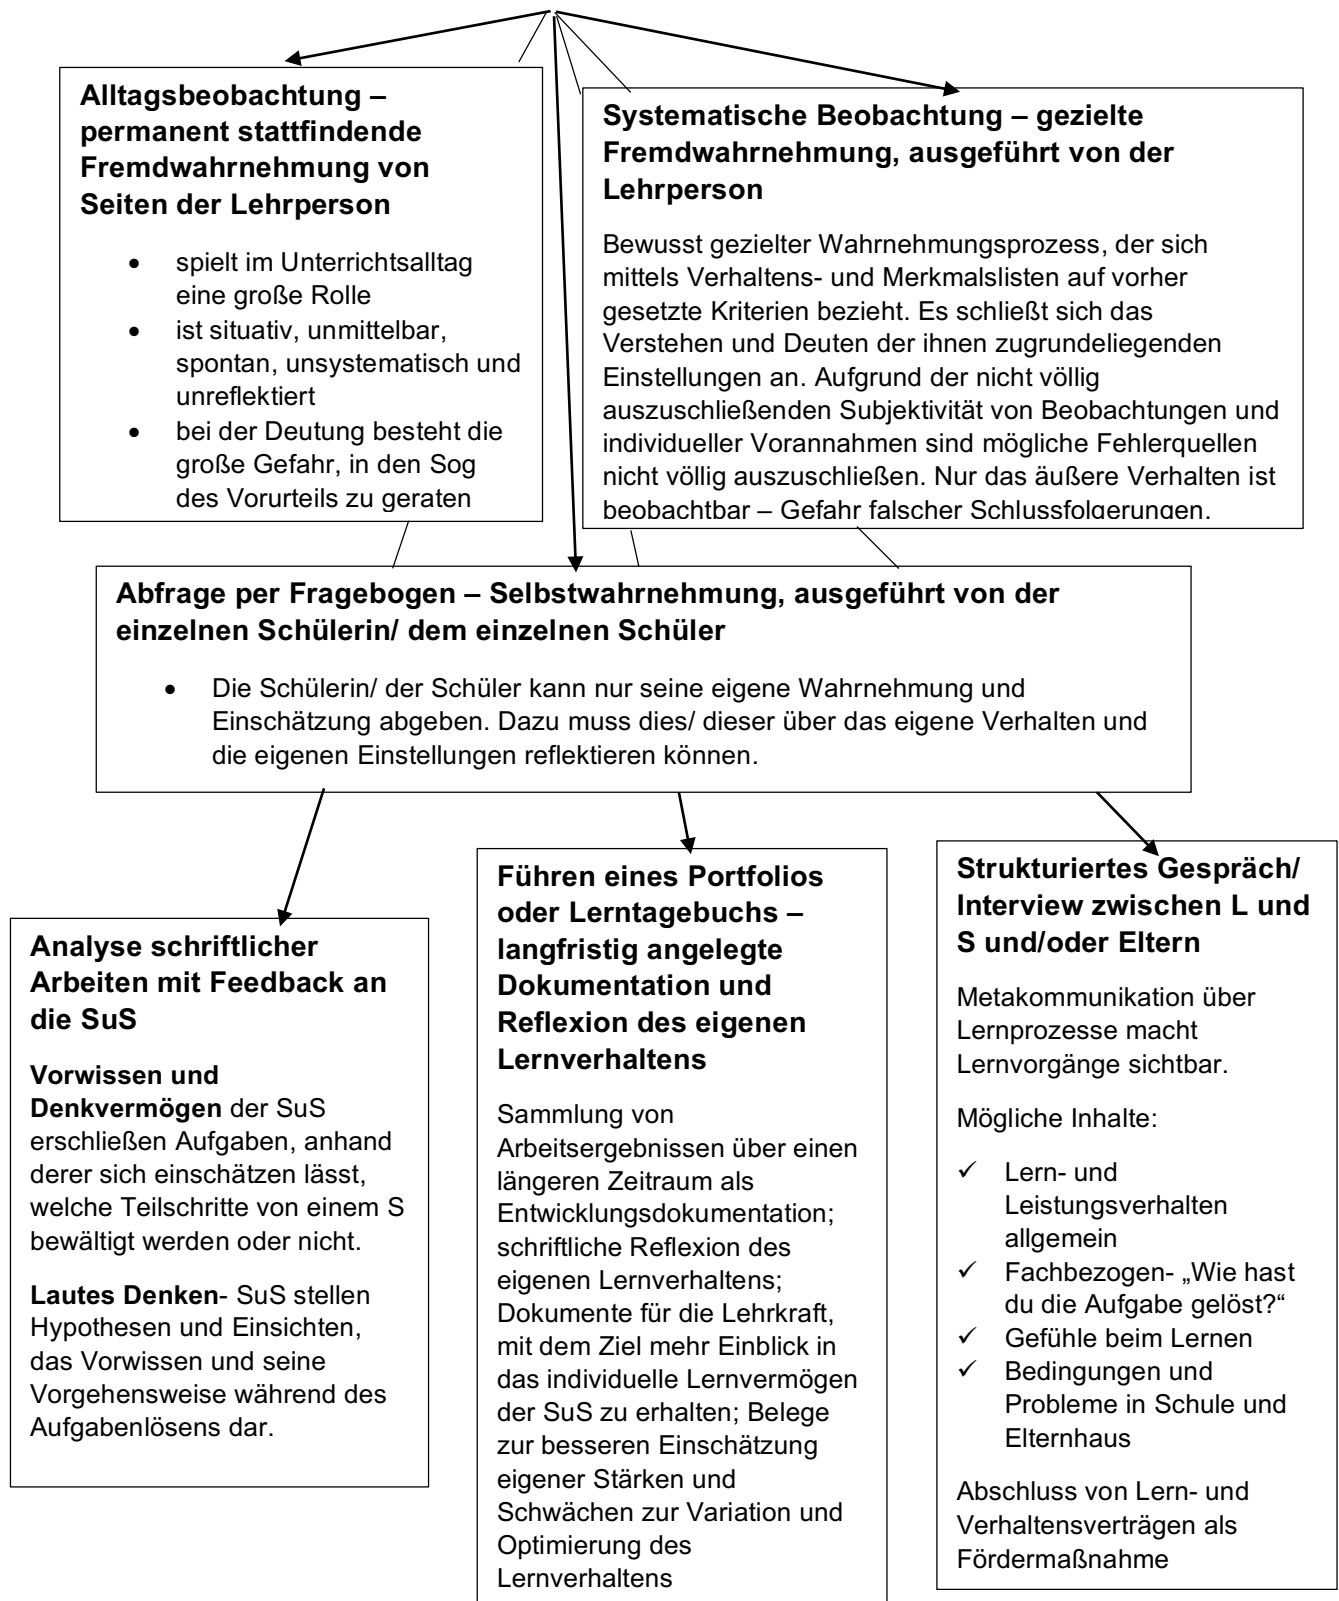 Alltagsbeobachtung –
permanent stattfindende
Fremdwahrnehmung von
Seiten der Lehrperson
• spielt im Unterrichtsalltag
eine große Rolle
• ist situativ, unmittelbar,
spontan, unsystematisch und
unreflektiert
• bei der Deutung besteht die
große Gefahr, in den Sog
des Vorurteils zu geraten
Systematische Beobachtung – gezielte
Fremdwahrnehmung, ausgeführt von der
Lehrperson
Bewusst gezielter Wahrnehmungsprozess, der sich
mittels Verhaltens- und Merkmalslisten auf vorher
gesetzte Kriterien bezieht. Es schließt sich das
Verstehen und Deuten der ihnen zugrundeliegenden
Einstellungen an. Aufgrund der nicht völlig
auszuschließenden Subjektivität von Beobachtungen und
individueller Vorannahmen sind mögliche Fehlerquellen
nicht völlig auszuschließen. Nur das äußere Verhalten ist
beobachtbar – Gefahr falscher Schlussfolgerungen.
Abfrage per Fragebogen – Selbstwahrnehmung, ausgeführt von der
einzelnen Schülerin/ dem einzelnen Schüler
• Die Schülerin/ der Schüler kann nur seine eigene Wahrnehmung und
Einschätzung abgeben. Dazu muss dies/ dieser über das eigene Verhalten und
die eigenen Einstellungen reflektieren können.
Analyse schriftlicher
Arbeiten mit Feedback an
die SuS
Vorwissen und
Denkvermögen der SuS
erschließen Aufgaben, anhand
derer sich einschätzen lässt,
welche Teilschritte von einem S
bewältigt werden oder nicht.
Lautes Denken- SuS stellen
Hypothesen und Einsichten,
das Vorwissen und seine
Vorgehensweise während des
Aufgabenlösens dar.
Führen eines Portfolios
oder Lerntagebuchs –
langfristig angelegte
Dokumentation und
Reflexion des eigenen
Lernverhaltens
Sammlung von
Arbeitsergebnissen über einen
längeren Zeitraum als
Entwicklungsdokumentation;
schriftliche Reflexion des
eigenen Lernverhaltens;
Dokumente für die Lehrkraft,
mit dem Ziel mehr Einblick in
das individuelle Lernvermögen
der SuS zu erhalten; Belege
zur besseren Einschätzung
eigener Stärken und
Schwächen zur Variation und
Optimierung des
Lernverhaltens
Strukturiertes Gespräch/
Interview zwischen L und
S und/oder Eltern
Metakommunikation über
Lernprozesse macht
Lernvorgänge sichtbar.
Mögliche Inhalte:
✓ Lern- und
Leistungsverhalten
allgemein
✓ Fachbezogen- „Wie hast
du die Aufgabe gelöst?“
✓ Gefühle beim Lernen
✓ Bedingungen und
Probleme in Schule und
Elternhaus
Abschluss von Lern- und
Verhaltensverträgen als
Fördermaßnahme